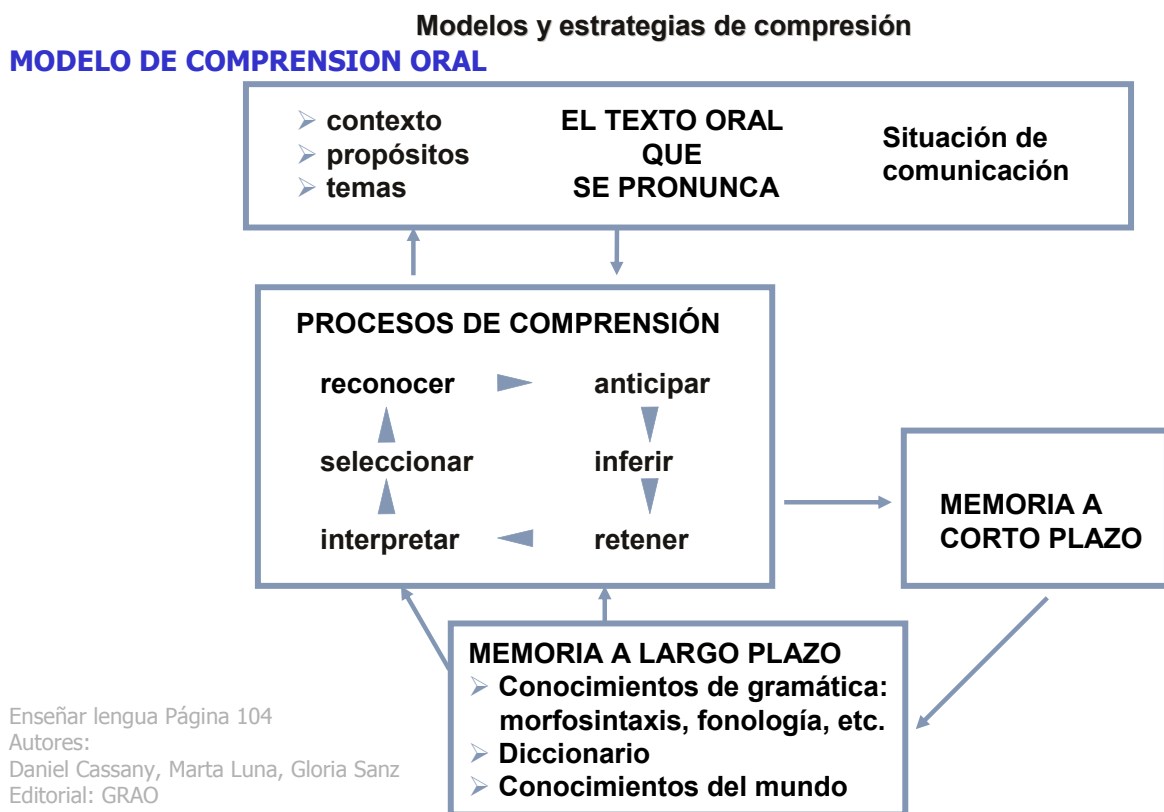 Modelos y estrategias de compresión
MODELO DE COMPRENSION ORAL
➢ contexto
➢ propósitos
➢ temas
EL TEXTO ORAL
QUE
SE PRONUNCA
Situación de
comunicación
PROCESOS DE COMPRENSIÓN
reconocer
anticipar
seleccionar
inferir
interpretar
retener
MEMORIA A
CORTO PLAZO
MEMORIA A LARGO PLAZO
➢ Conocimientos de gramática:
morfosintaxis, fonología, etc.
➢ Diccionario
➢ Conocimientos del mundo
Enseñar lengua Página 104
Autores:
Daniel Cassany, Marta Luna, Gloria Sanz
Editorial: GRAO